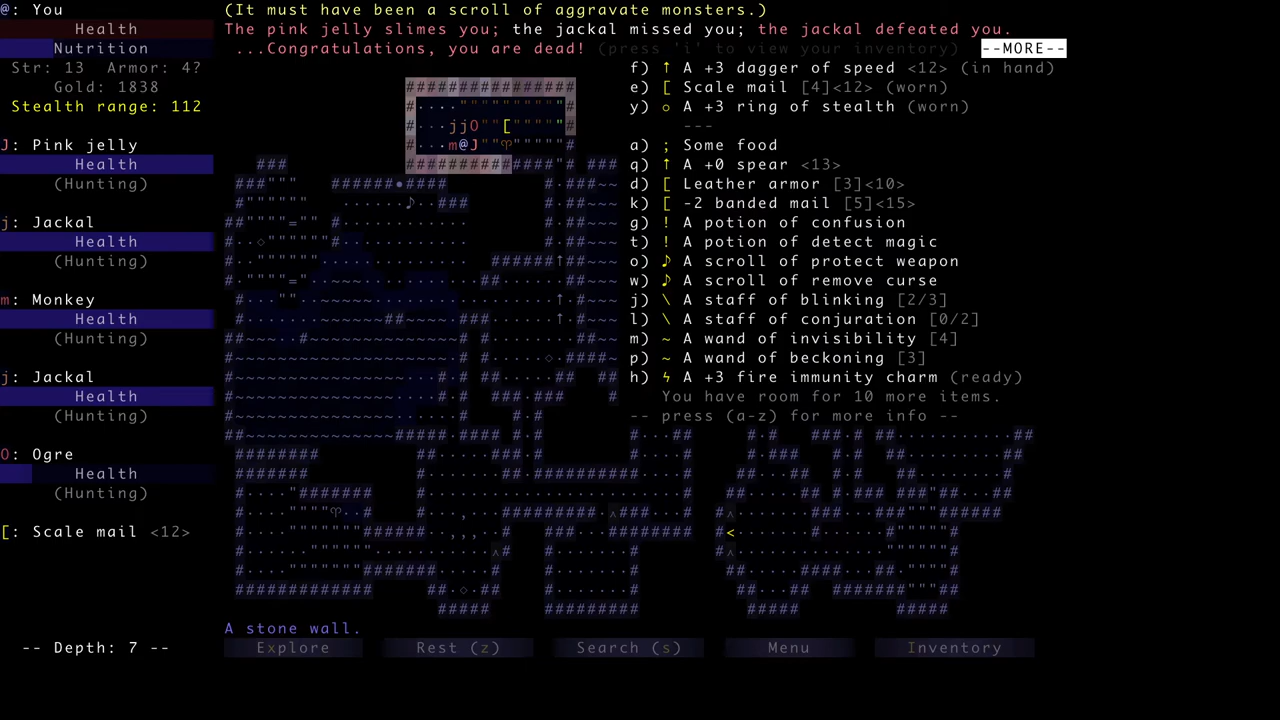 @: You
Health
Nutrition
Str: 13 Armor: 4?
Gold: 1838
Stealth range: 112
J: Pink jelly
Health
(Hunting)
j: Jackal
Health
(Hunting)
m: Monkey
Health
(Hunting)
j: Jackal
Health
(Hunting)
O: Ogre
Health
(Hunting)
[: Scale mail <12>
-- Depth: 7 --
(It must have been a scroll of aggravate monsters.)
The pink jelly slimes you; the jackal missed you; the jackal defeated you.
...Congratulations, you are dead! (press 'i' to view your inventory) --MORE--
f) ↑ A +3 dagger of speed <12> (in hand)
e) [ Scale mail [4]<12> (worn)
y) ○ A +3 ring of stealth (worn)
---
a) ; Some food
q) ↑ A +0 spear <13>
d) [ Leather armor [3]<10>
k) [ -2 banded mail [5]<15>
g) ! A potion of confusion
t) ! A potion of detect magic
o) ♪ A scroll of protect weapon
w) ♪ A scroll of remove curse
j) \ A staff of blinking [2/3]
l) \ A staff of conjuration [0/2]
m) ~ A wand of invisibility [4]
p) ~ A wand of beckoning [3]
h) ϟ A +3 fire immunity charm (ready)
You have room for 10 more items.
-- press (a-z) for more info --
A stone wall.
Explore Rest (z) Search (s) Menu Inventory